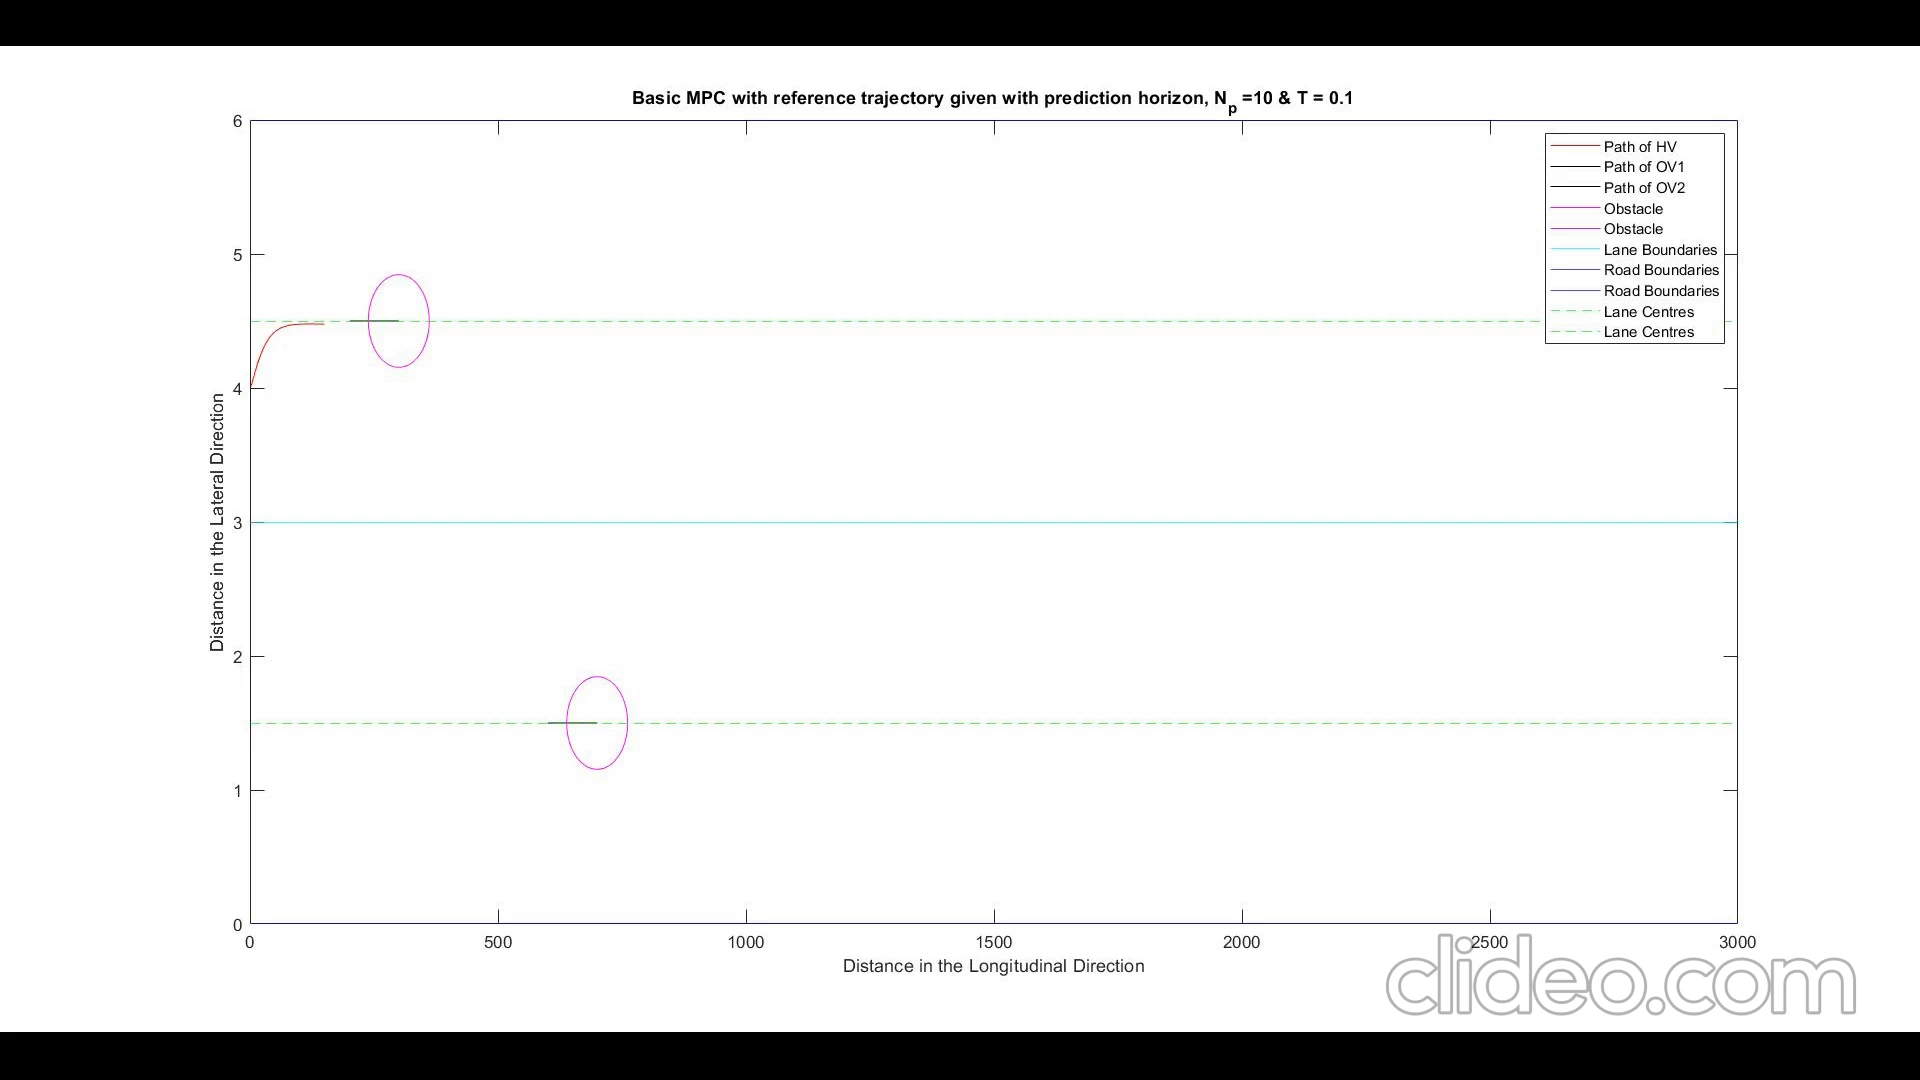 Basic MPC with reference trajectory given with prediction horizon, Np =10 & T = 0.1
6
5
4
3
2
1
0
Distance in the Lateral Direction
Path of HV
Path of OV1
Path of OV2
Obstacle
Obstacle
Lane Boundaries
Road Boundaries
Road Boundaries
Lane Centres
Lane Centres
0 500 1000 1500 2000 2500 3000
Distance in the Longitudinal Direction
clideo.com